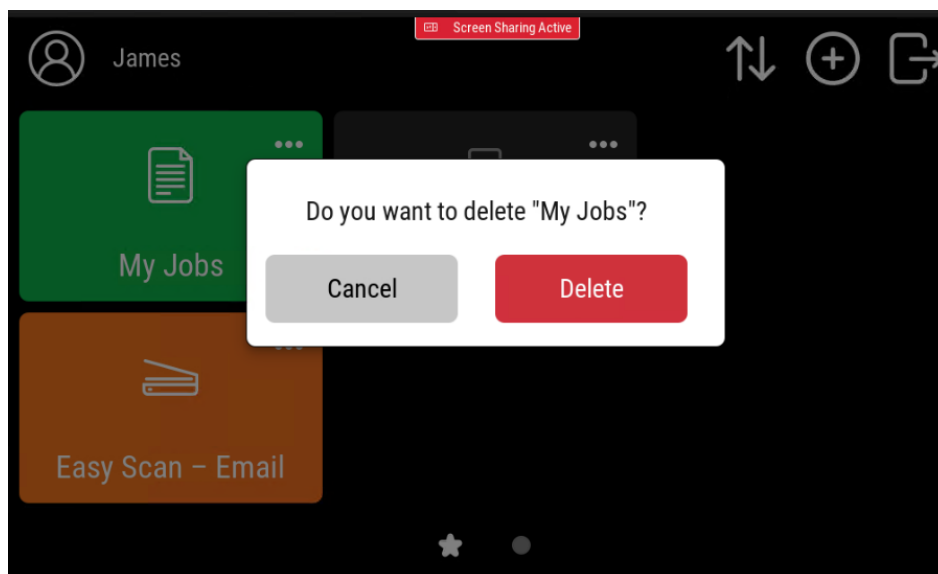 Screen Sharing Active
James
Do you want to delete "My Jobs"?
My Jobs
Cancel
Delete
Easy Scan – Email